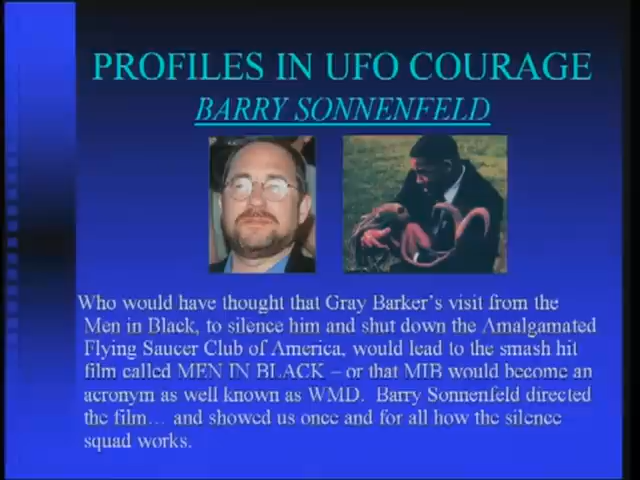 PROFILES IN UFO COURAGE
BARRY SONNENFELD
Who would have thought that Gray Barker's visit from the
Men in Black, to silence him and shut down the Amalgamated
Flying Saucer Club of America, would lead to the smash hit
film called MEN IN BLACK – or that MIB would become an
acronym as well known as WMD.  Barry Sonnenfeld directed
the film… and showed us once and for all how the silence
squad works.